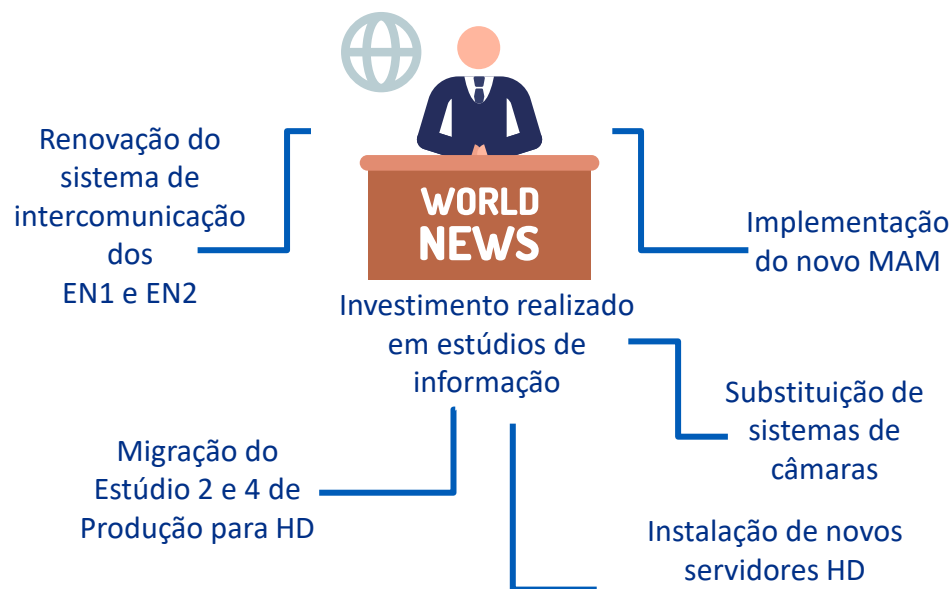 WORLD
NEWS
Renovação do
sistema de
intercomunicação
dos
EN1 e EN2
Implementação
do novo MAM
Investimento realizado
em estúdios de
informação
Substituição de
sistemas de
câmaras
Migração do
Estúdio 2 e 4 de
Produção para HD
Instalação de novos
servidores HD